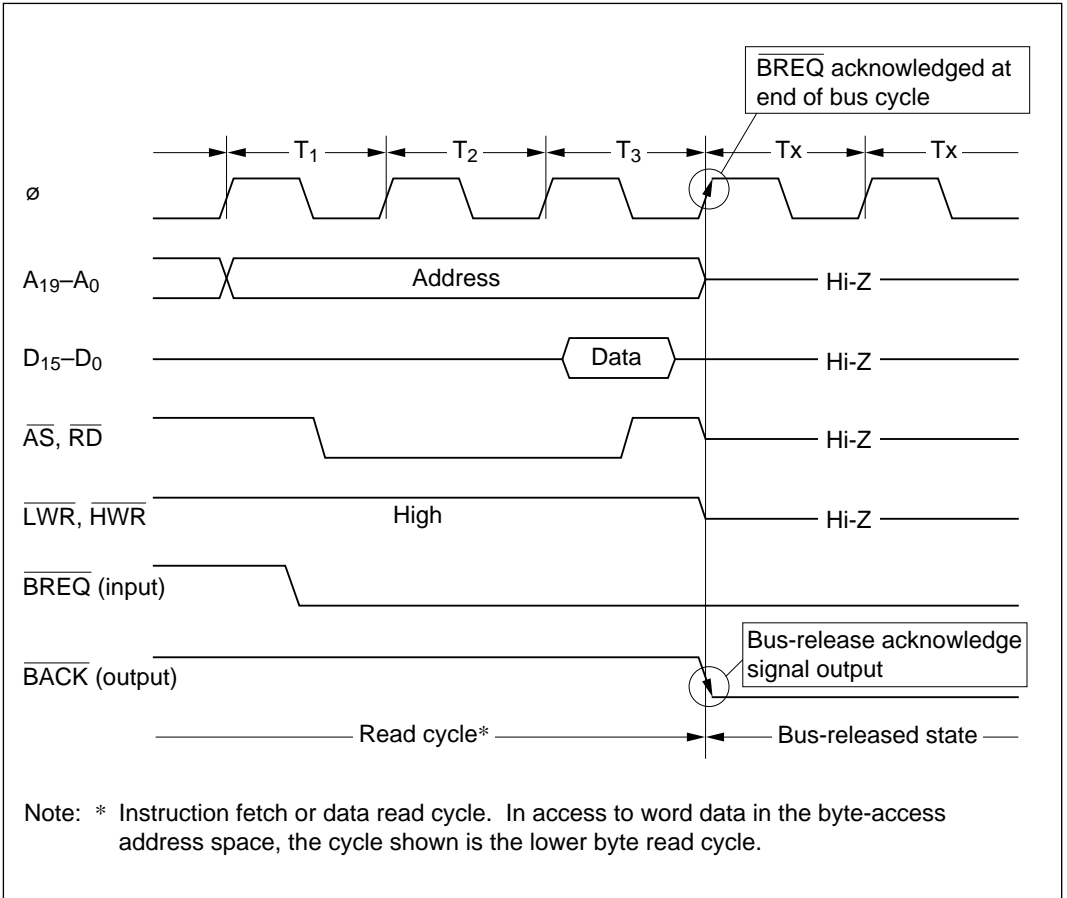 BREQ acknowledged at
end of bus cycle
T1 T2 T3 Tx Tx
ø
A19–A0 Address Hi-Z
D15–D0 Data Hi-Z
AS, RD Hi-Z
LWR, HWR High Hi-Z
BREQ (input)
Bus-release acknowledge
signal output
BACK (output)
Read cycle* Bus-released state
Note: * Instruction fetch or data read cycle. In access to word data in the byte-access
address space, the cycle shown is the lower byte read cycle.